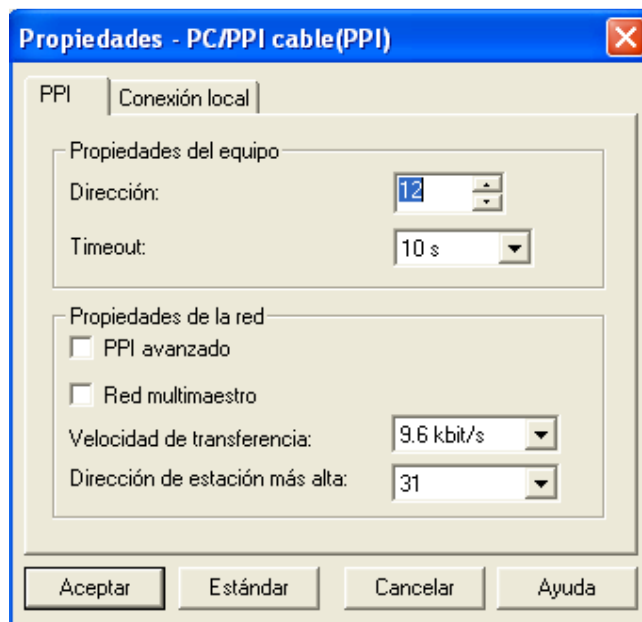 Propiedades - PC/PPI cable(PPI)
PPI
Conexión local
Propiedades del equipo
Dirección: 12
Timeout: 10 s
Propiedades de la red
PPI avanzado
Red multimaestro
Velocidad de transferencia: 9.6 kbit/s
Dirección de estación más alta: 31
Aceptar Estándar Cancelar Ayuda